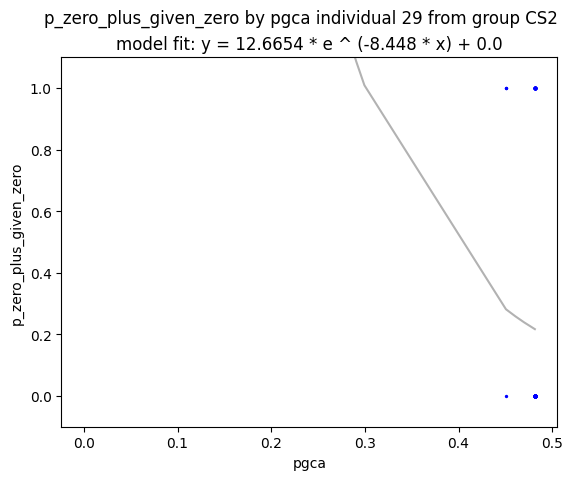 p_zero_plus_given_zero by pgca individual 29 from group CS2
model fit: y = 12.6654 * e ^ (-8.448 * x) + 0.0
1.0
0.8
0.6
0.4
0.2
0.0
p_zero_plus_given_zero
0.0 0.1 0.2 0.3 0.4 0.5
pgca